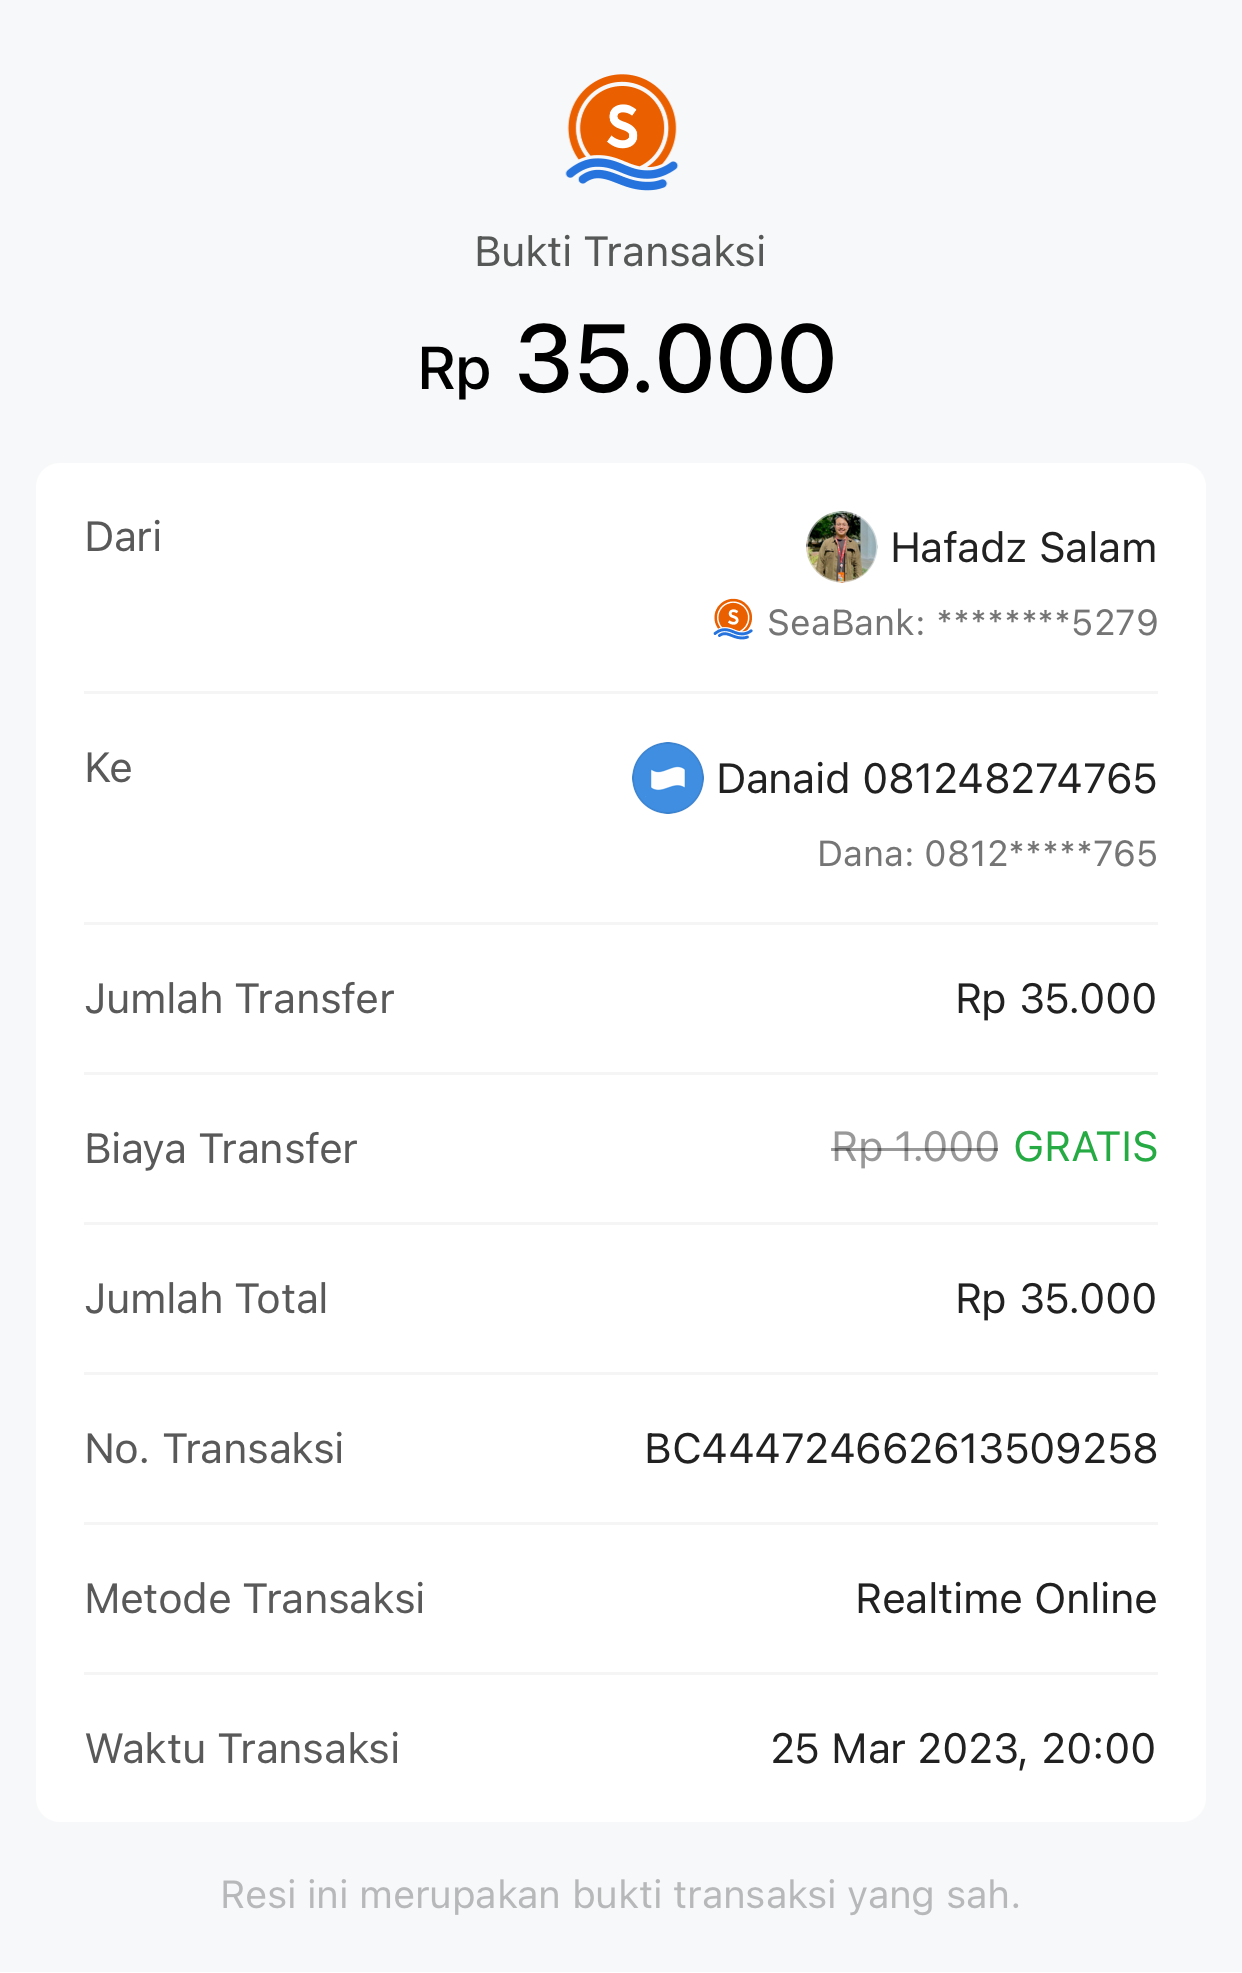 S
Bukti Transaksi
Rp 35.000
Dari
Hafadz Salam
S SeaBank: ********5279
Ke
Danaid 081248274765
Dana: 0812*****765
Jumlah Transfer
Rp 35.000
Biaya Transfer
Rp 1.000 GRATIS
Jumlah Total
Rp 35.000
No. Transaksi
BC444724662613509258
Metode Transaksi
Realtime Online
Waktu Transaksi
25 Mar 2023, 20:00
Resi ini merupakan bukti transaksi yang sah.